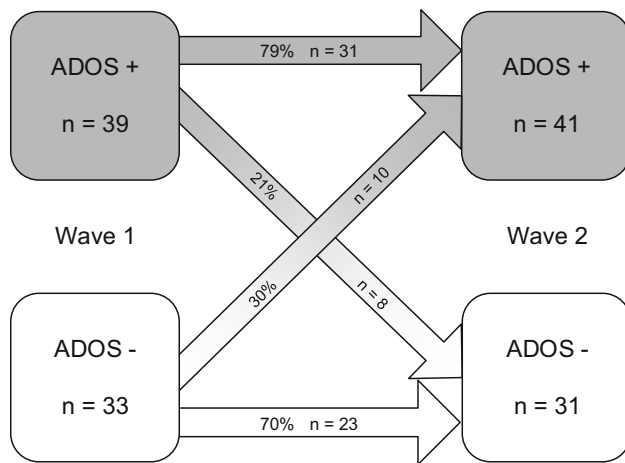 ADOS +
n = 39
79% n = 31
ADOS +
n = 41
21%
n = 10
Wave 1
Wave 2
30%
n = 8
ADOS -
n = 33
70% n = 23
ADOS -
n = 31